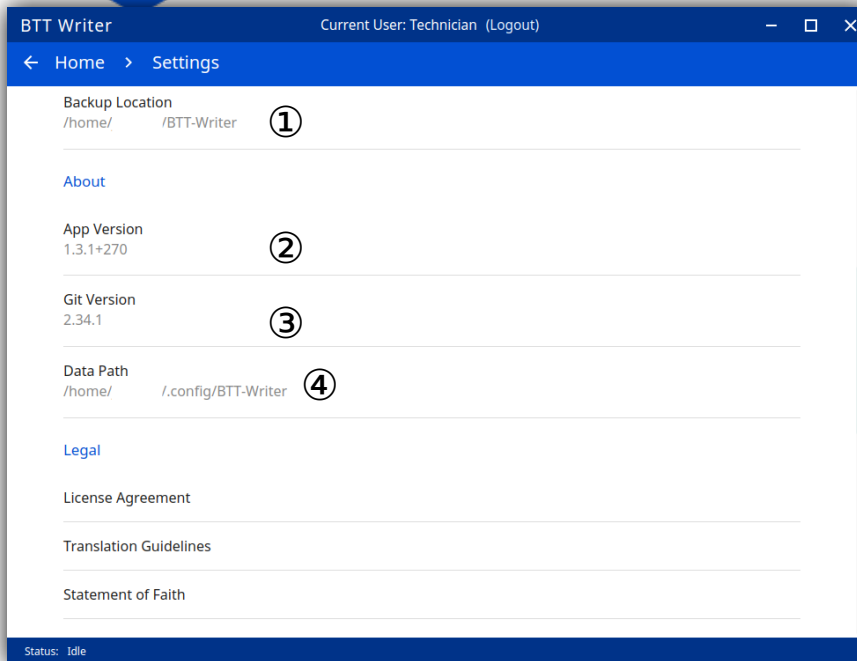 BTT Writer Current User: Technician (Logout)
← Home > Settings
Backup Location
/home/ /BTT-Writer ①
About
App Version
1.3.1+270 ②
Git Version
2.34.1 ③
Data Path
/home/ /.config/BTT-Writer ④
Legal
License Agreement
Translation Guidelines
Statement of Faith
Status: Idle